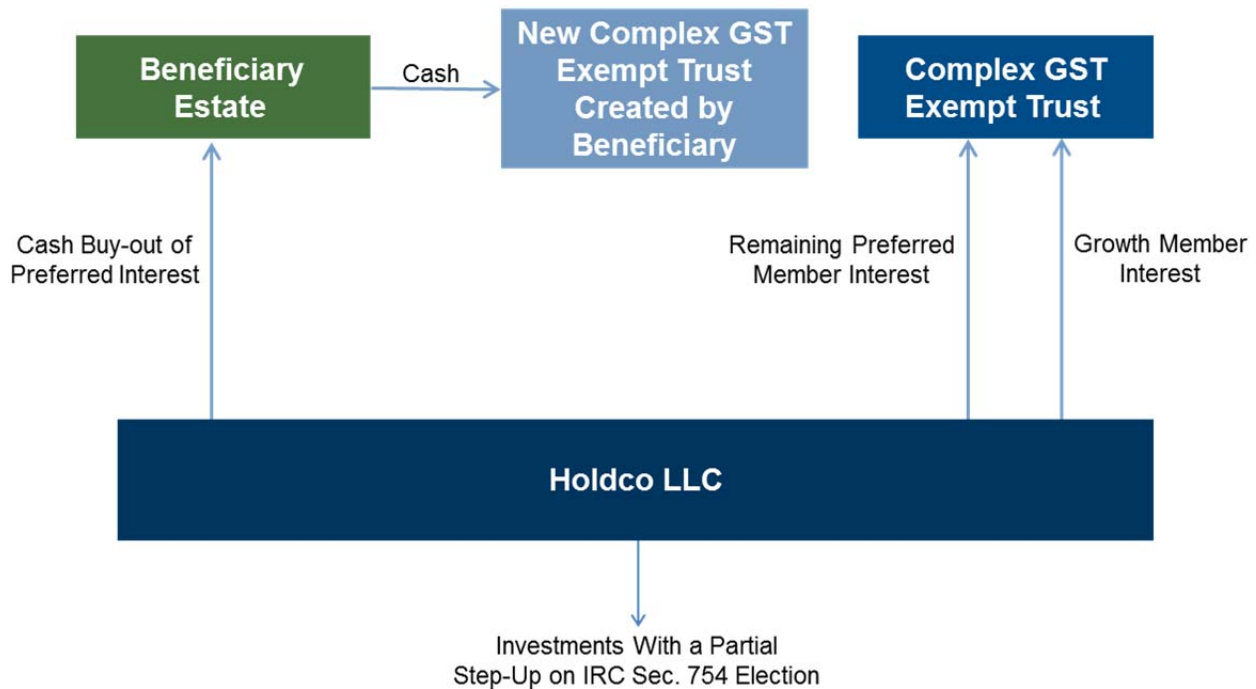 Beneficiary
Estate
Cash
New Complex GST
Exempt Trust
Created by
Beneficiary
Complex GST
Exempt Trust
Cash Buy-out of
Preferred Interest
Remaining Preferred
Member Interest
Growth Member
Interest
Holdco LLC
Investments With a Partial
Step-Up on IRC Sec. 754 Election